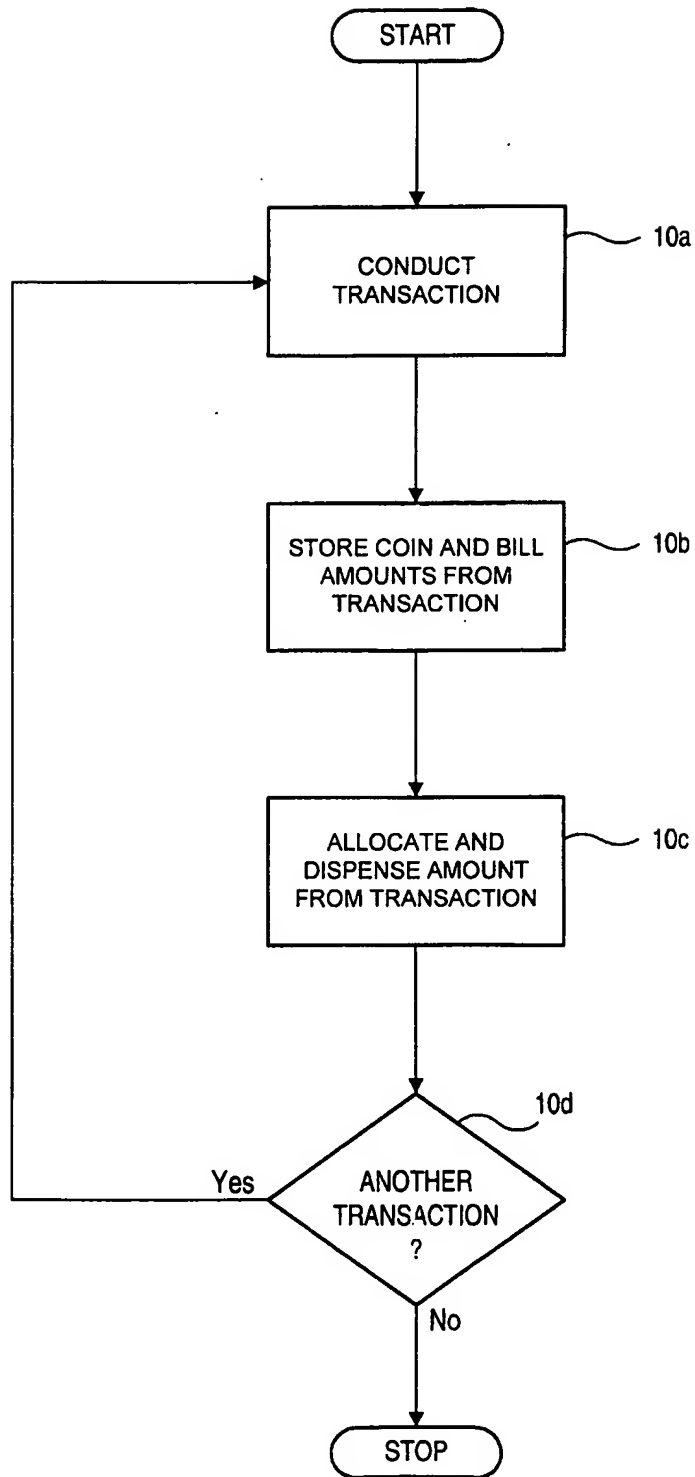 START
CONDUCT
TRANSACTION
10a
STORE COIN AND BILL
AMOUNTS FROM
TRANSACTION
10b
ALLOCATE AND
DISPENSE AMOUNT
FROM TRANSACTION
10c
10d
Yes
ANOTHER
TRANSACTION
?
No
STOP